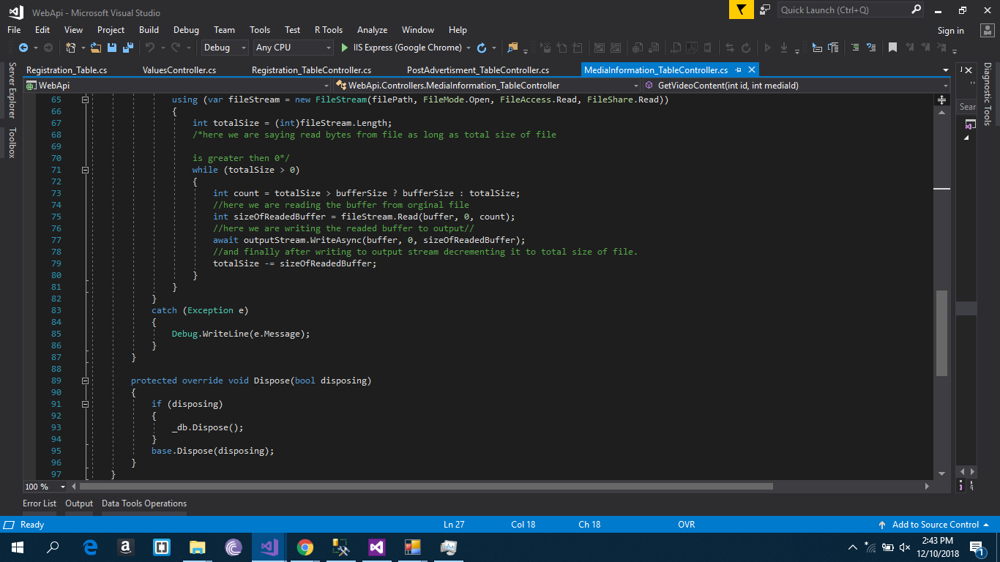 WebApi - Microsoft Visual Studio
Quick Launch (Ctrl+Q)
File Edit View Project Build Debug Team Tools Test R Tools Analyze Window Help
Sign in
Debug Any CPU IIS Express (Google Chrome)
Registration_Table.cs ValuesController.cs Registration_TableController.cs PostAdvertisment_TableController.cs MediaInformation_TableController.cs
WebApi WebApi.Controllers.MediaInformation_TableController GetVideoContent(int id, int mediaId)
Server Explorer
Toolbox
Diagnostic Tools
Sear
65 using (var fileStream = new FileStream(filePath, FileMode.Open, FileAccess.Read, FileShare.Read))
66 {
67 int totalSize = (int)fileStream.Length;
68 /*here we are saying read bytes from file as long as total size of file
69
70 is greater then 0*/
71 while (totalSize > 0)
72 {
73 int count = totalSize > bufferSize ? bufferSize : totalSize;
74 //here we are reading the buffer from orginal file
75 int sizeOfReadedBuffer = fileStream.Read(buffer, 0, count);
76 //here we are writing the readed buffer to output//
77 await outputStream.WriteAsync(buffer, 0, sizeOfReadedBuffer);
78 //and finally after writing to output stream decrementing it to total size of file.
79 totalSize -= sizeOfReadedBuffer;
80 }
81 }
82 }
83 catch (Exception e)
84 {
85 Debug.WriteLine(e.Message);
86 }
87 }
88
89 protected override void Dispose(bool disposing)
90 {
91 if (disposing)
92 {
93 _db.Dispose();
94 }
95 base.Dispose(disposing);
96 }
97 }
100 %
Error List Output Data Tools Operations
Ready Ln 27 Col 18 Ch 18 OVR Add to Source Control
2:43 PM
12/10/2018
1